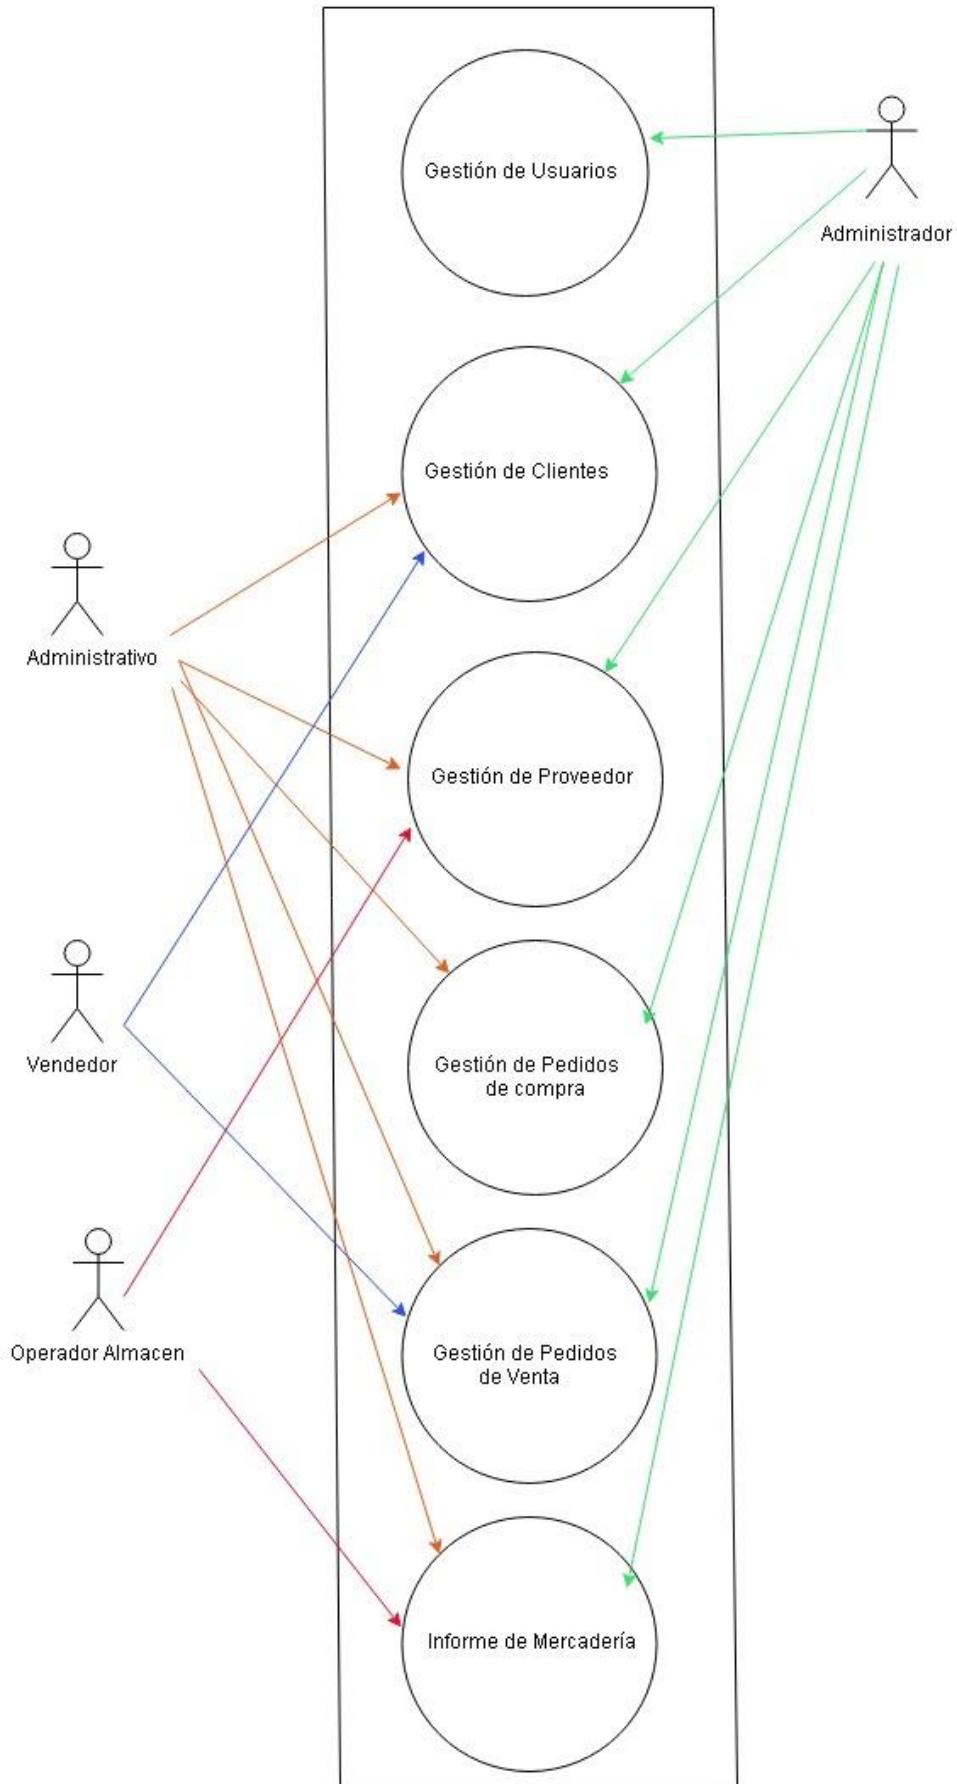 Gestión de Usuarios
Administrador
Gestión de Clientes
Administrativo
Gestión de Proveedor
Vendedor
Gestión de Pedidos
de compra
Operador Almacen
Gestión de Pedidos
de Venta
Informe de Mercadería